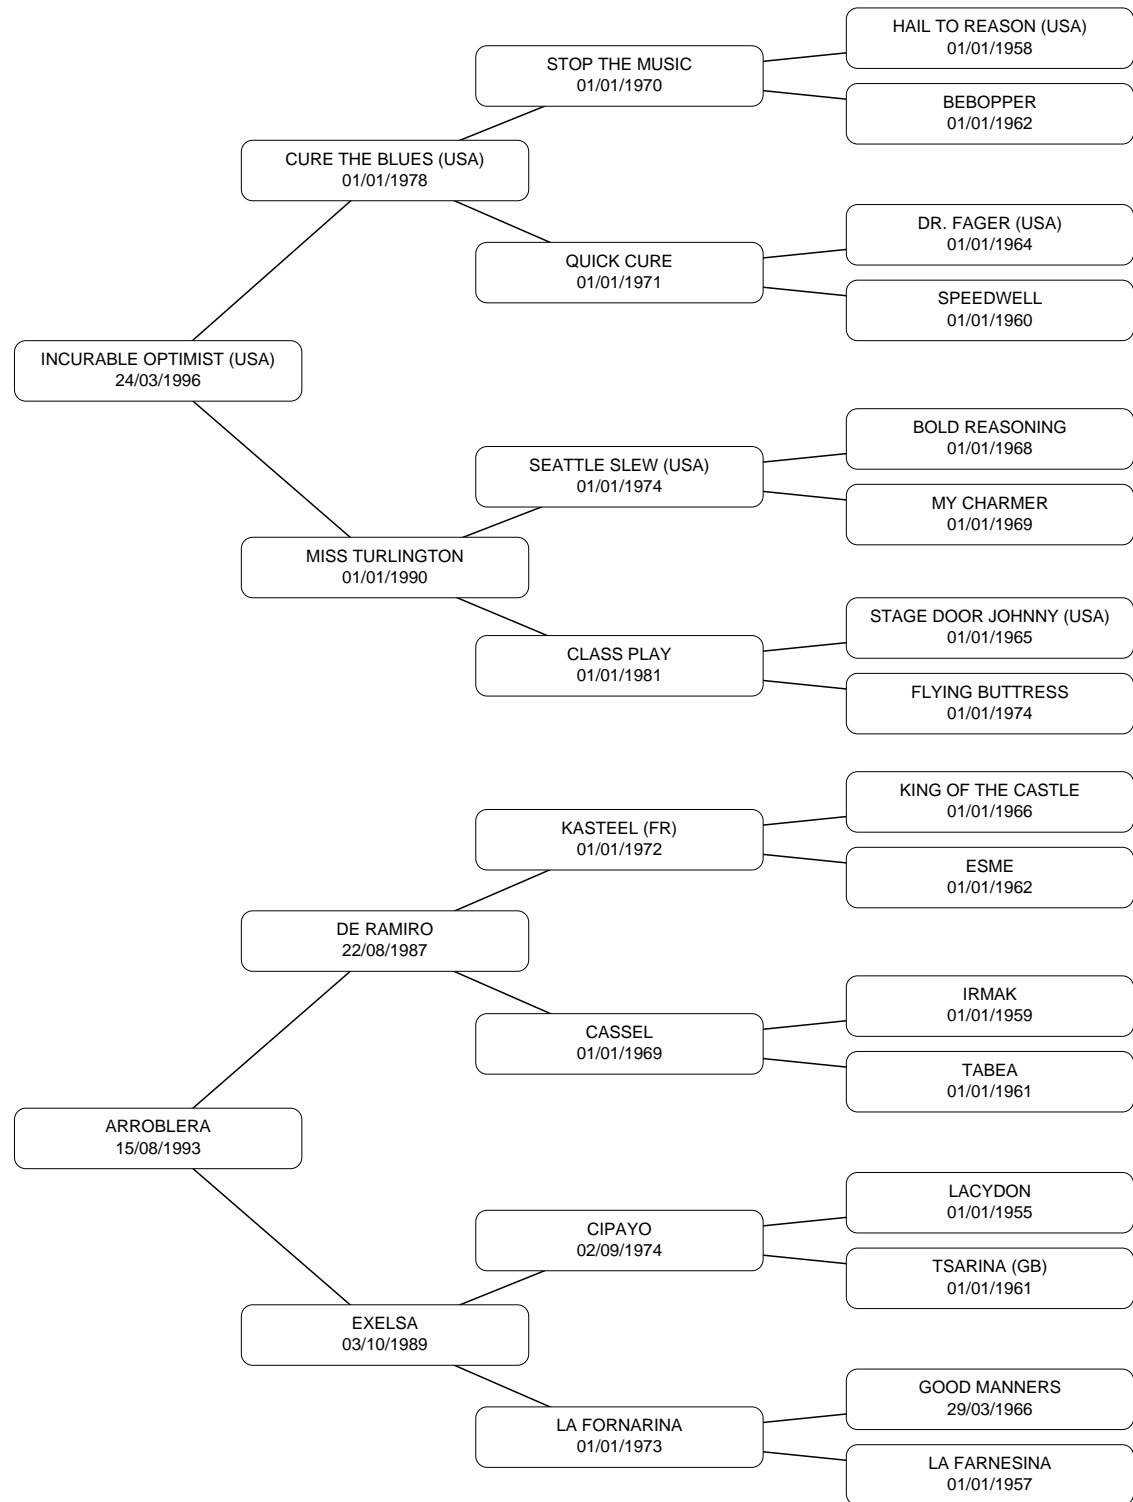 HAIL TO REASON (USA)
01/01/1958
STOP THE MUSIC
01/01/1970
BEBOPPER
01/01/1962
CURE THE BLUES (USA)
01/01/1978
DR. FAGER (USA)
01/01/1964
QUICK CURE
01/01/1971
SPEEDWELL
01/01/1960
INCURABLE OPTIMIST (USA)
24/03/1996
BOLD REASONING
01/01/1968
SEATTLE SLEW (USA)
01/01/1974
MY CHARMER
01/01/1969
MISS TURLINGTON
01/01/1990
STAGE DOOR JOHNNY (USA)
01/01/1965
CLASS PLAY
01/01/1981
FLYING BUTTRESS
01/01/1974
KING OF THE CASTLE
01/01/1966
KASTEEL (FR)
01/01/1972
ESME
01/01/1962
DE RAMIRO
22/08/1987
IRMAK
01/01/1959
CASSEL
01/01/1969
TABEA
01/01/1961
ARROBLERA
15/08/1993
LACYDON
01/01/1955
CIPAYO
02/09/1974
TSARINA (GB)
01/01/1961
EXELSA
03/10/1989
GOOD MANNERS
29/03/1966
LA FORNARINA
01/01/1973
LA FARNESINA
01/01/1957